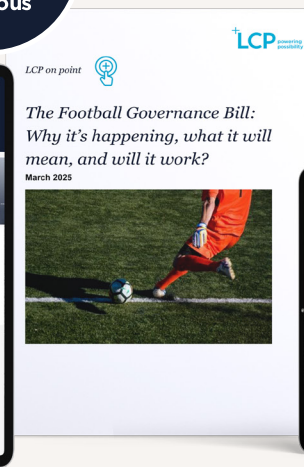 ous
LCP powering
possibility
LCP on point
The Football Governance Bill:
Why it's happening, what it will
mean, and will it work?
March 2025